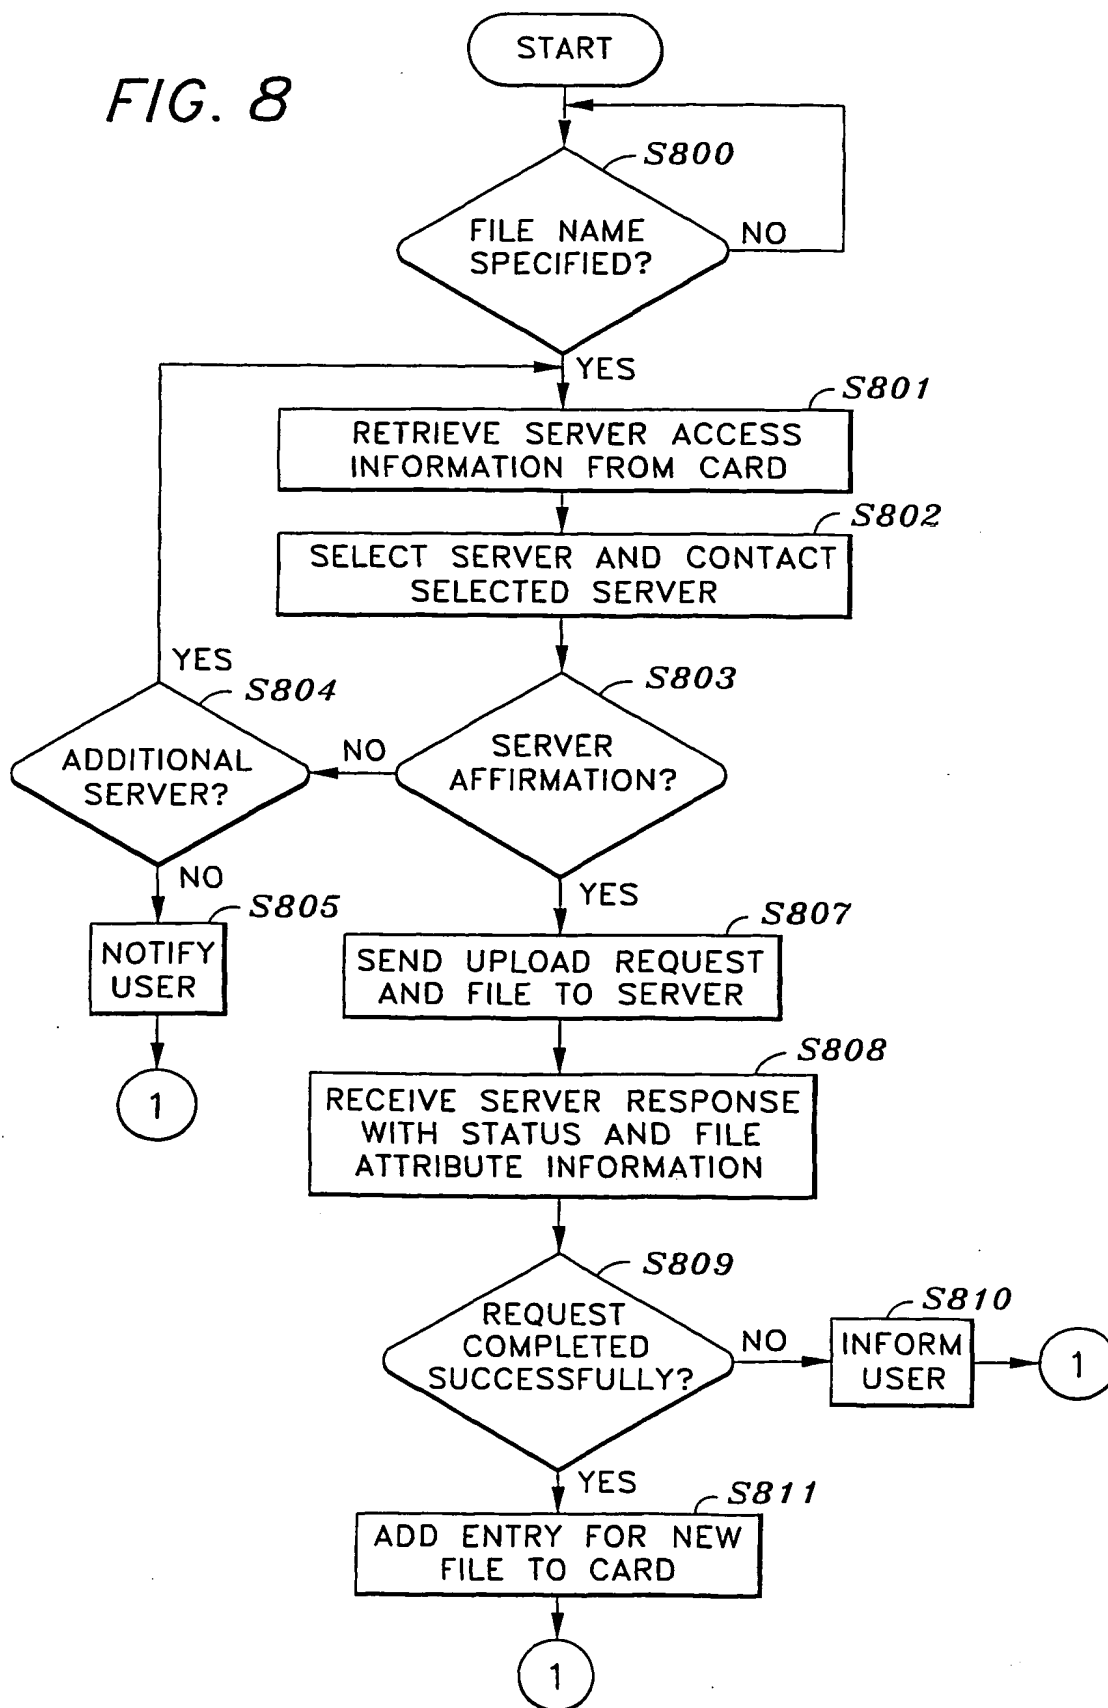 START
FIG. 8
S800
FILE NAME
SPECIFIED?
NO
YES
S801
RETRIEVE SERVER ACCESS
INFORMATION FROM CARD
S802
SELECT SERVER AND CONTACT
SELECTED SERVER
YES
S804
S803
ADDITIONAL
SERVER?
NO
SERVER
AFFIRMATION?
NO
YES
S805
NOTIFY
USER
1
S807
SEND UPLOAD REQUEST
AND FILE TO SERVER
S808
RECEIVE SERVER RESPONSE
WITH STATUS AND FILE
ATTRIBUTE INFORMATION
S809
REQUEST
COMPLETED
SUCCESSFULLY?
NO
S810
INFORM
USER
1
YES
S811
ADD ENTRY FOR NEW
FILE TO CARD
1